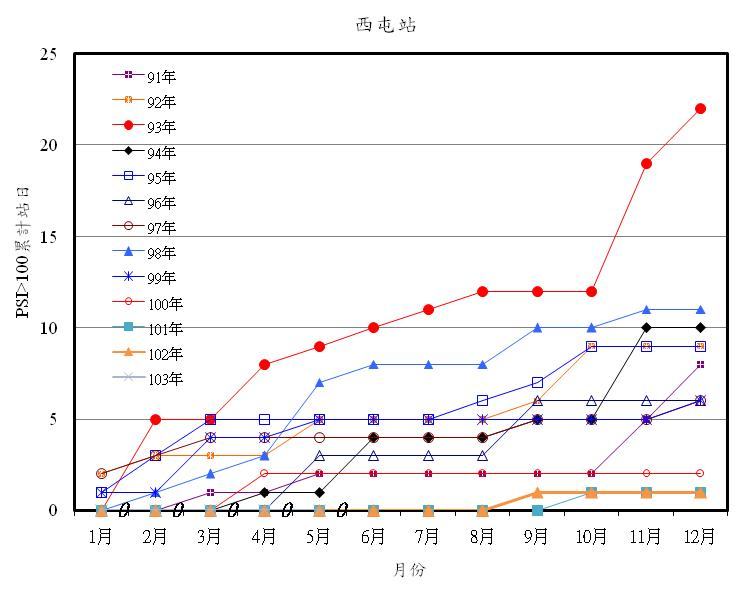 西屯站
PSI>100累計站日
25
20
15
10
5
0
91年
92年
93年
94年
95年
96年
97年
98年
99年
100年
101年
102年
103年
0 0 0 0 0
1月 2月 3月 4月 5月 6月 7月 8月 9月 10月 11月 12月
月份